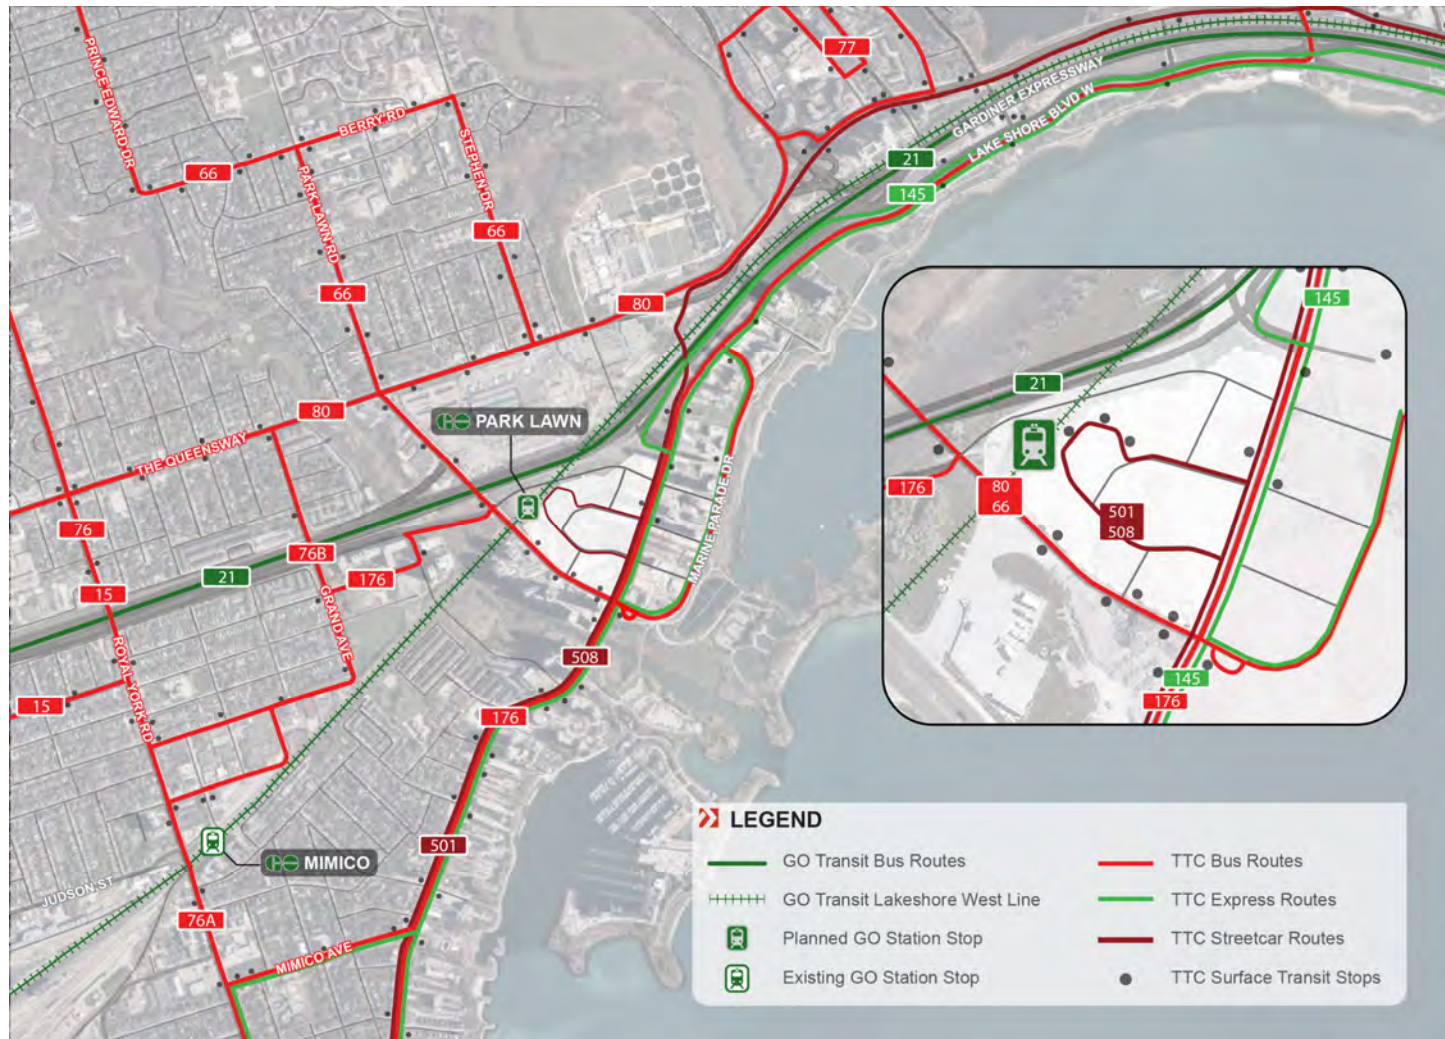 77
PRINCE EDWARD DR
BERRY RD
GARDINER EXPRESSWAY
LAKE SHORE BLVD W
STEPHEN DR
66
PARK LAWN RD
21
145
66
66
80
145
21
80
GO PARK LAWN
THE QUEENSWAY
MARINE PARADE DR
176
80
66
501
508
76
76B
21
176
15
GRAND AVE
ROYAL YORK RD
508
145
176
15
176
LEGEND
501
GO MIMICO
JUDSON ST
76A
MIMICO AVE
GO Transit Bus Routes
TTC Bus Routes
GO Transit Lakeshore West Line
TTC Express Routes
Planned GO Station Stop
TTC Streetcar Routes
Existing GO Station Stop
TTC Surface Transit Stops